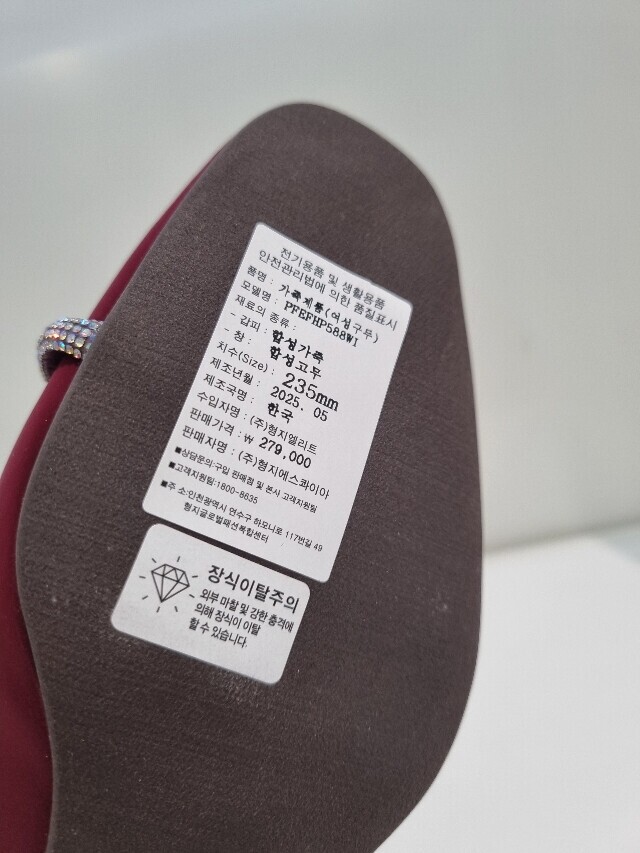 전기용품 및 생활용품
안전관리법에 의한 품질표시
품명 : 가죽제품(여성구두)
모델명 : PFEFHP588WI
재료의 종류 :
- 갑피 : 합성가죽
- 창 : 합성고무
치수(Size) : 235mm
제조년월 : 2025. 05
제조국명 : 한국
수입자명 : (주)형지엘리트
판매가격 : ₩ 279,000
판매자명 : (주)형지에스콰이아
■상담문의:구입 판매점 및 본사 고객지원팀
■고객지원팀:1800-8635
■주 소:인천광역시 연수구 하모니로 117번길 49
형지글로벌패션복합센터
장식이탈주의
외부 마찰 및 강한 충격에
의해 장식이 이탈
할 수 있습니다.